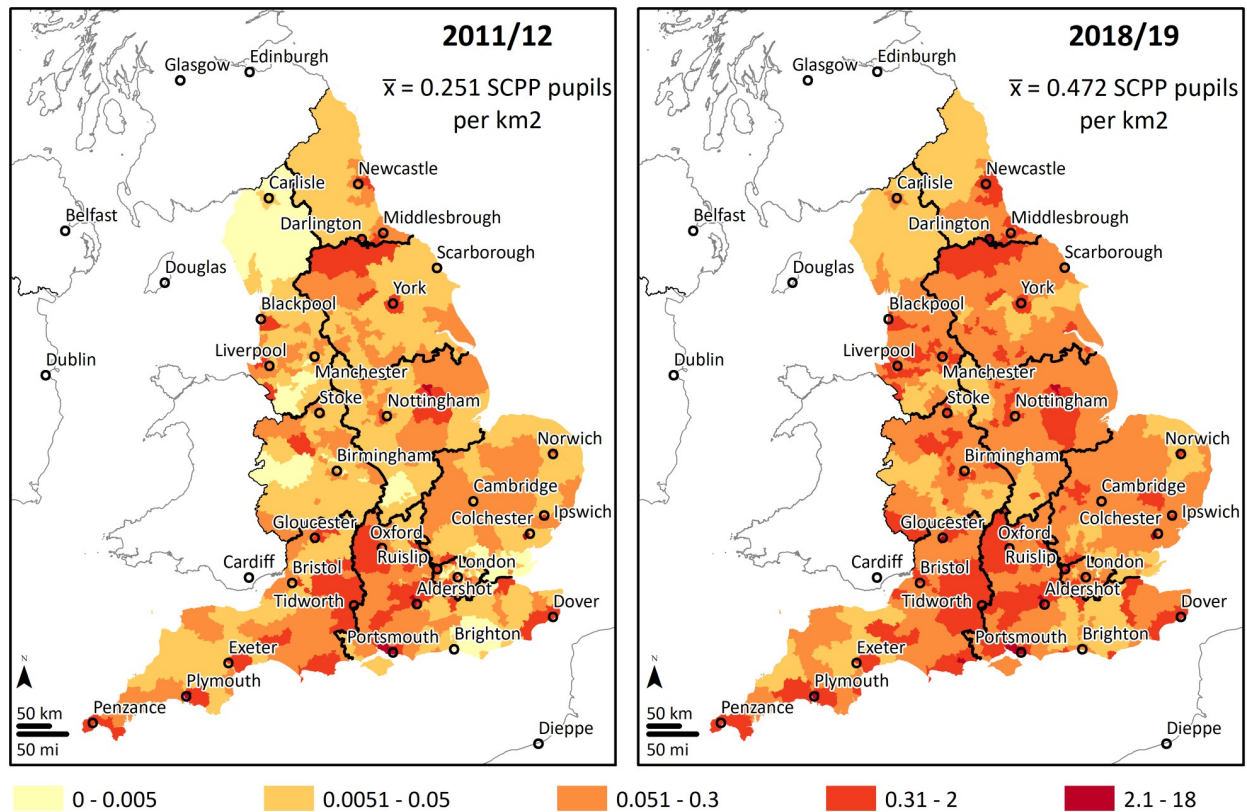 2011/12
x̅ = 0.251 SCPP pupils
per km2
Glasgow
Edinburgh
Newcastle
Carlisle
Belfast
Darlington
Middlesbrough
Scarborough
Douglas
York
Blackpool
Dublin
Liverpool
Manchester
Stoke
Nottingham
Norwich
Birmingham
Cambridge
Ipswich
Colchester
Gloucester
Oxford
Ruislip
London
Cardiff
Bristol
Aldershot
Tidworth
Dover
Portsmouth
Brighton
Exeter
Plymouth
Penzance
Dieppe
N
50 km
50 mi
2018/19
x̅ = 0.472 SCPP pupils
per km2
Glasgow
Edinburgh
Newcastle
Carlisle
Belfast
Darlington
Middlesbrough
Scarborough
Douglas
York
Blackpool
Dublin
Liverpool
Manchester
Stoke
Nottingham
Norwich
Birmingham
Cambridge
Ipswich
Colchester
Gloucester
Oxford
Ruislip
London
Cardiff
Bristol
Aldershot
Tidworth
Dover
Portsmouth
Brighton
Exeter
Plymouth
Penzance
Dieppe
N
50 km
50 mi
0 - 0.005
0.0051 - 0.05
0.051 - 0.3
0.31 - 2
2.1 - 18